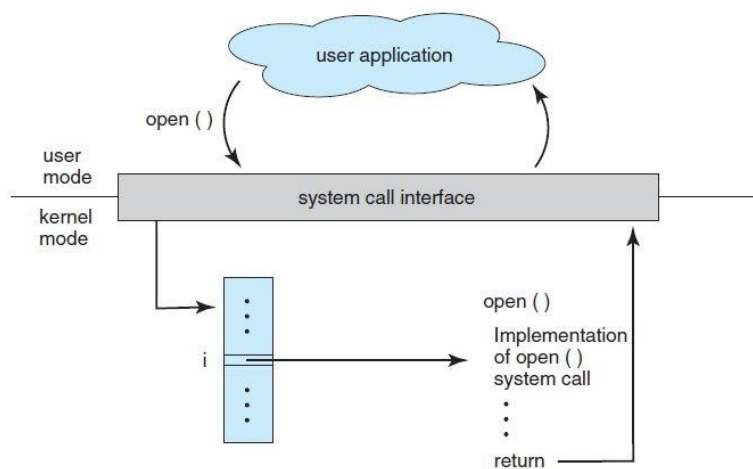 user application
open ( )
user
mode
system call interface
kernel
mode
i
open ( )
Implementation
of open ( )
system call
return